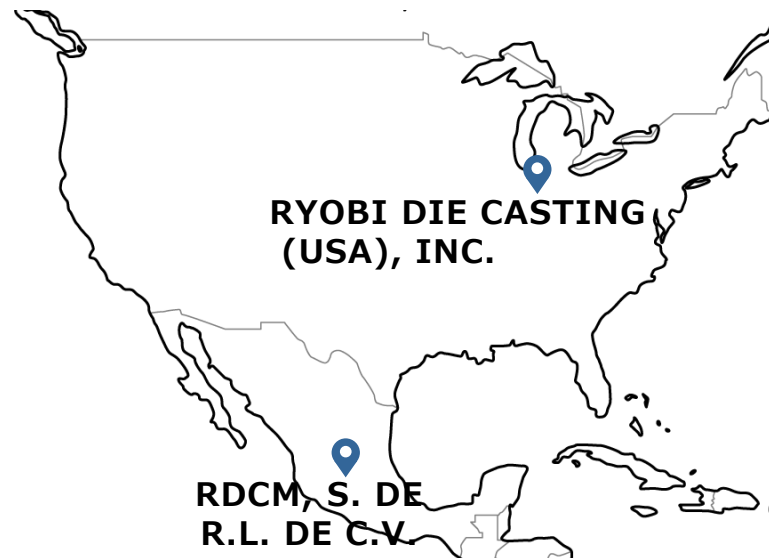 RYOBI DIE CASTING
(USA), INC.
RDCM, S. DE
R.L. DE C.V.